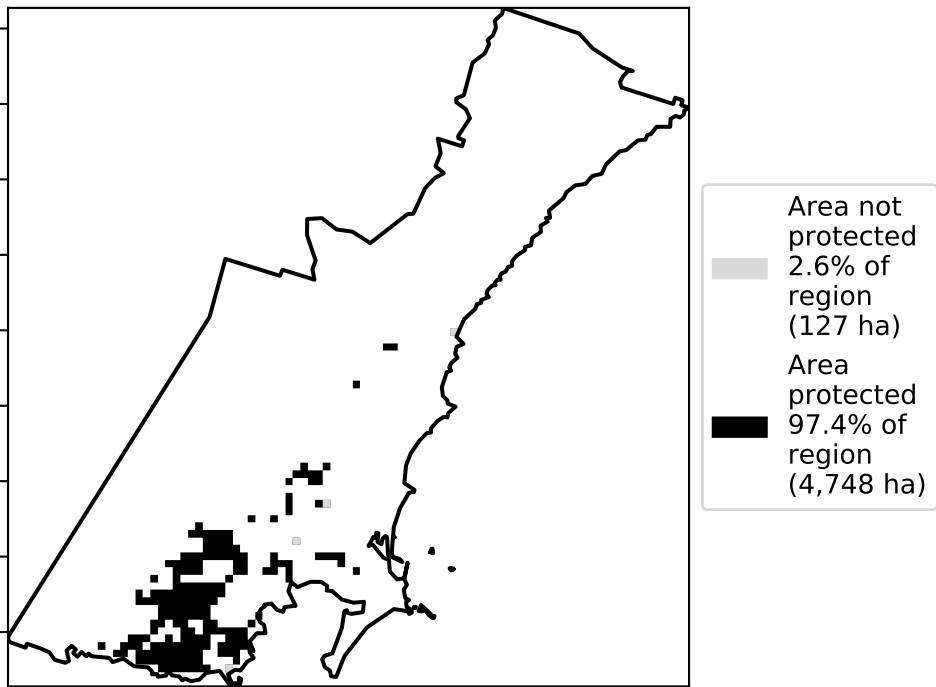 Area not
protected
2.6% of
region
(127 ha)
Area
protected
97.4% of
region
(4,748 ha)